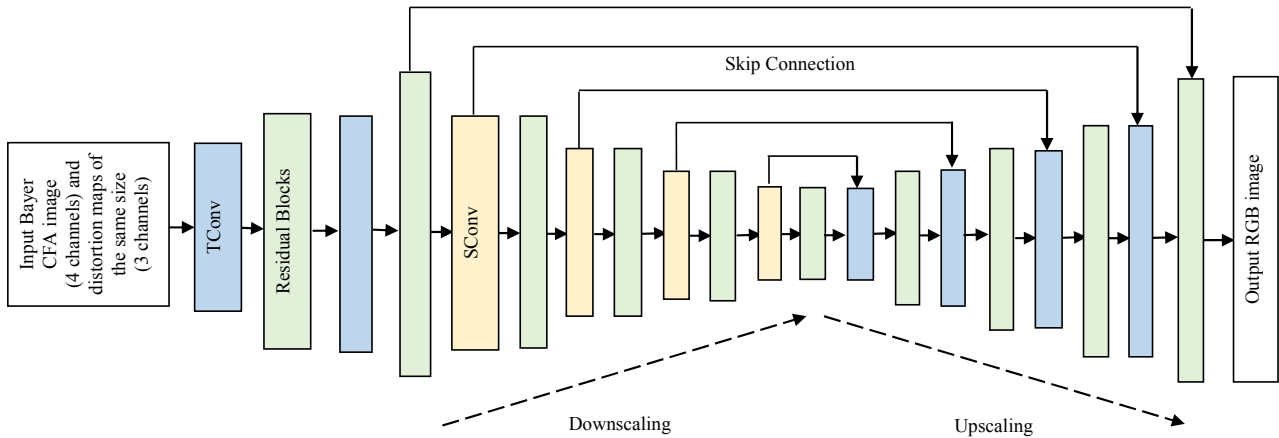 Input Bayer
CFA image
(4 channels) and
distortion maps of
the same size
(3 channels)
TConv
Residual Blocks
SConv
Skip Connection
Output RGB image
Downscaling
Upscaling